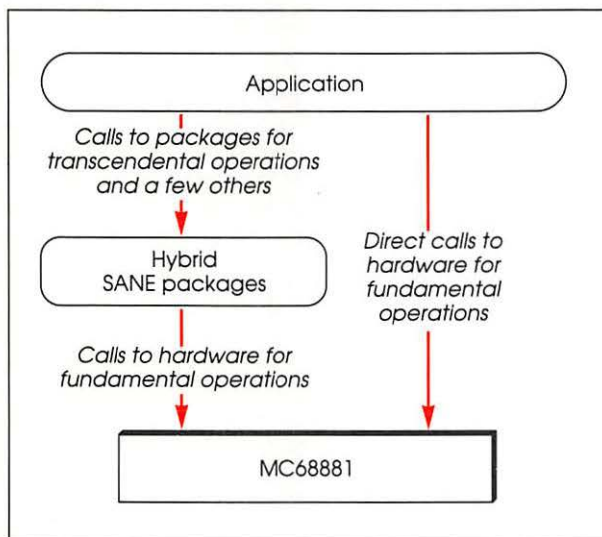 Application
Calls to packages for
transcendental operations
and a few others
Hybrid
SANE packages
Direct calls to
hardware for
fundamental
operations
Calls to hardware for
fundamental operations
MC68881